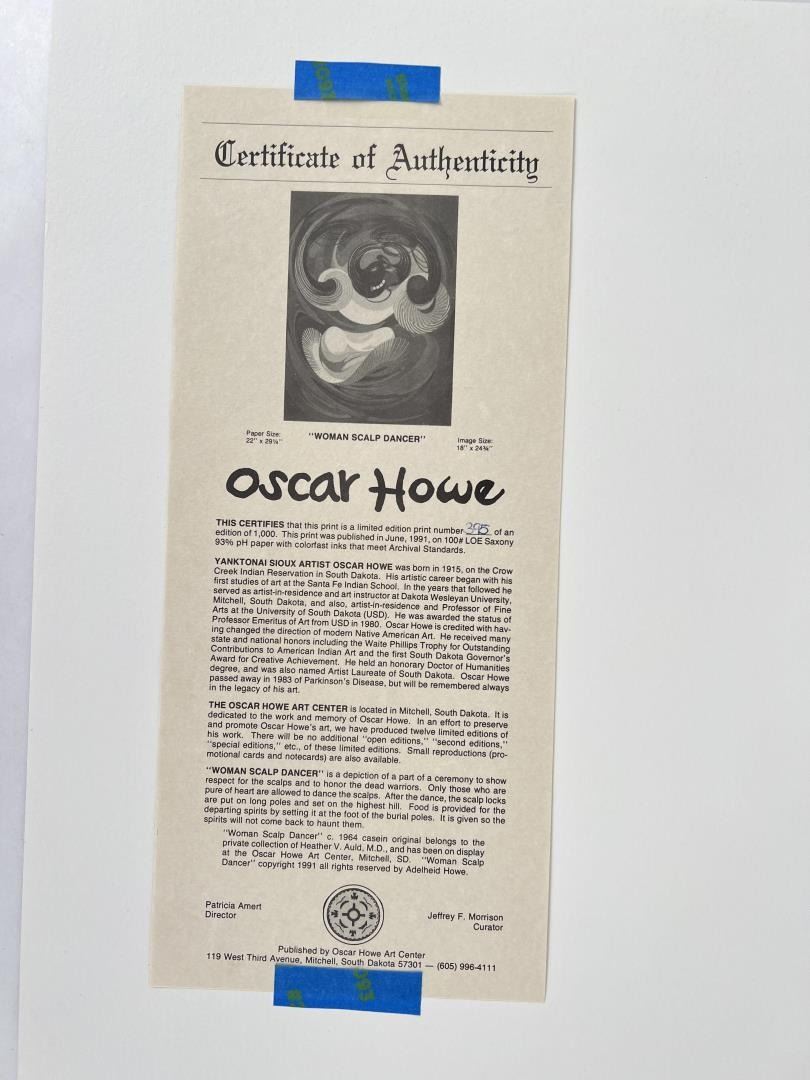 Certificate of Authenticity
Paper Size:
22" x 29¼"
"WOMAN SCALP DANCER"
Image Size:
18" x 24¾"
Oscar Howe
THIS CERTIFIES that this print is a limited edition print number 395 of an
edition of 1,000. This print was published in June, 1991, on 100# LOE Saxony
93% pH paper with colorfast inks that meet Archival Standards.
YANKTONAI SIOUX ARTIST OSCAR HOWE was born in 1915, on the Crow
Creek Indian Reservation in South Dakota. His artistic career began with his
first studies of art at the Santa Fe Indian School. In the years that followed he
served as artist-in-residence and art instructor at Dakota Wesleyan University,
Mitchell, South Dakota, and also, artist-in-residence and Professor of Fine
Arts at the University of South Dakota (USD). He was awarded the status of
Professor Emeritus of Art from USD in 1980. Oscar Howe is credited with hav-
ing changed the direction of modern Native American Art. He received many
state and national honors including the Waite Phillips Trophy for Outstanding
Contributions to American Indian Art and the first South Dakota Governor's
Award for Creative Achievement. He held an honorary Doctor of Humanities
degree, and was also named Artist Laureate of South Dakota. Oscar Howe
passed away in 1983 of Parkinson's Disease, but will be remembered always
in the legacy of his art.
THE OSCAR HOWE ART CENTER is located in Mitchell, South Dakota. It is
dedicated to the work and memory of Oscar Howe. In an effort to preserve
and promote Oscar Howe's art, we have produced twelve limited editions of
his work. There will be no additional "open editions," "second editions,"
"special editions," etc., of these limited editions. Small reproductions (pro-
motional cards and notecards) are also available.
"WOMAN SCALP DANCER" is a depiction of a part of a ceremony to show
respect for the scalps and to honor the dead warriors. Only those who are
pure of heart are allowed to dance the scalps. After the dance, the scalp locks
are put on long poles and set on the highest hill. Food is provided for the
departing spirits by setting it at the foot of the burial poles. It is given so the
spirits will not come back to haunt them.
"Woman Scalp Dancer" c. 1964 casein original belongs to the
private collection of Heather V. Auld, M.D., and has been on display
at the Oscar Howe Art Center, Mitchell, SD. "Woman Scalp
Dancer" copyright 1991 all rights reserved by Adelheid Howe.
Patricia Amert
Director
Jeffrey F. Morrison
Curator
Published by Oscar Howe Art Center
119 West Third Avenue, Mitchell, South Dakota 57301 — (605) 996-4111